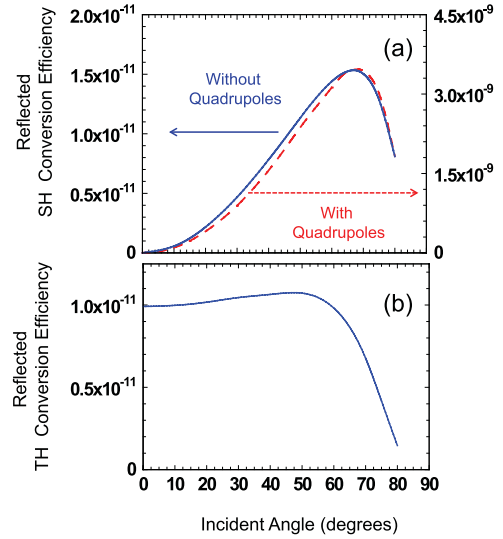 2.0x10⁻¹¹
1.5x10⁻¹¹
1.0x10⁻¹¹
0.5x10⁻¹¹
0
4.5x10⁻⁹
3.0x10⁻⁹
1.5x10⁻⁹
0
Reflected
SH Conversion Efficiency
(a)
Without
Quadrupoles
With
Quadrupoles
Reflected
TH Conversion Efficiency
1.0x10⁻¹¹
0.5x10⁻¹¹
0
(b)
0 10 20 30 40 50 60 70 80 90
Incident Angle (degrees)